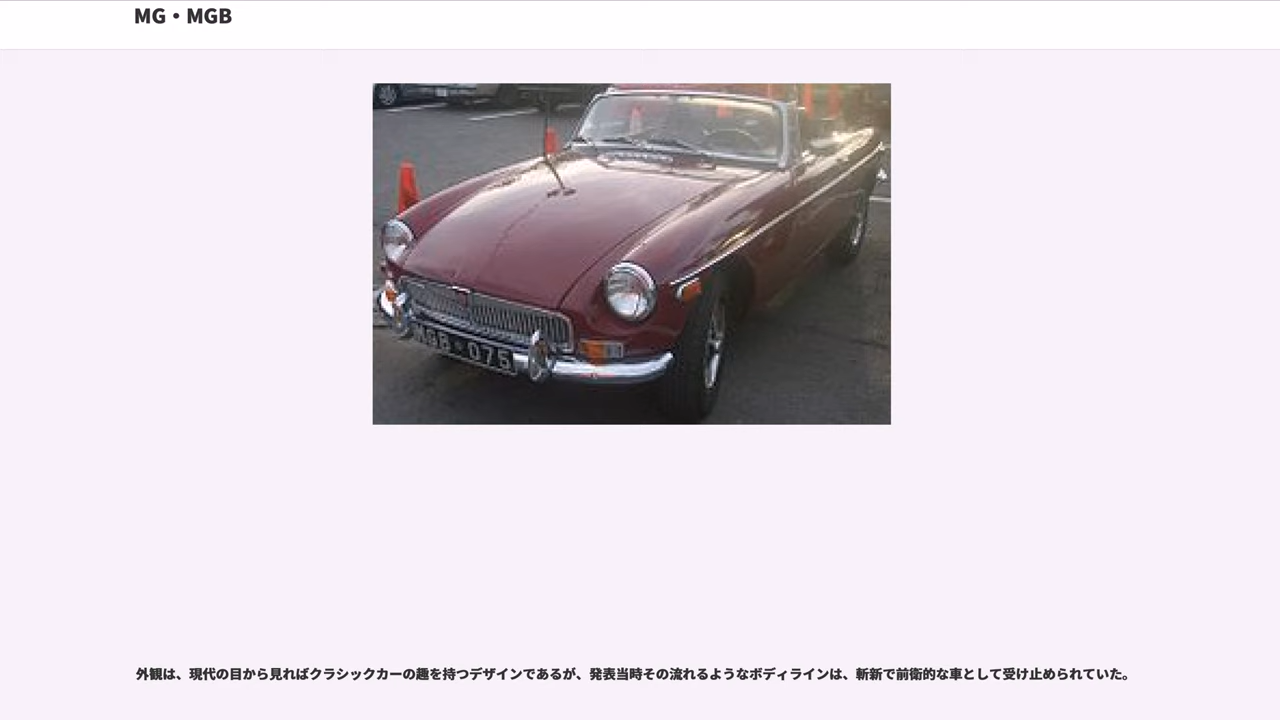 MG・MGB
MGB-075
外観は、現代の目から見ればクラシックカーの趣を持つデザインであるが、発表当時その流れるようなボディラインは、斬新で前衛的な車として受け止められていた。